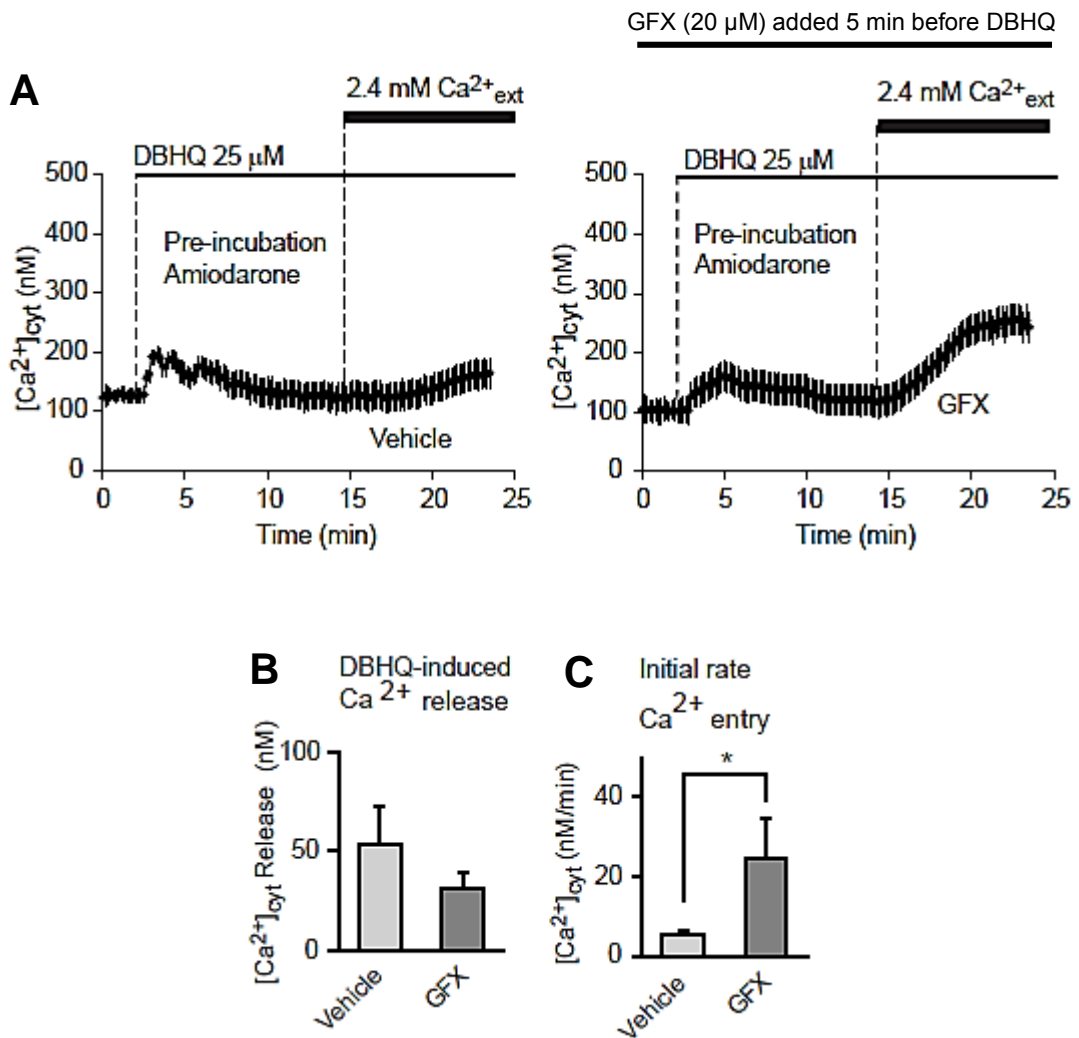 GFX (20 µM) added 5 min before DBHQ
A
2.4 mM Ca2+ext
DBHQ 25 µM
500
400
300
200
100
0
[Ca2+]cyt (nM)
Pre-incubation
Amiodarone
Vehicle
0 5 10 15 20 25
Time (min)
2.4 mM Ca2+ext
DBHQ 25 µM
500
400
300
200
100
0
[Ca2+]cyt (nM)
Pre-incubation
Amiodarone
GFX
0 5 10 15 20 25
Time (min)
B
DBHQ-induced
Ca 2+ release
100
50
0
[Ca2+]cyt Release (nM)
Vehicle
GFX
C
Initial rate
Ca2+ entry
*
40
20
0
[Ca2+]cyt (nM/min)
Vehicle
GFX